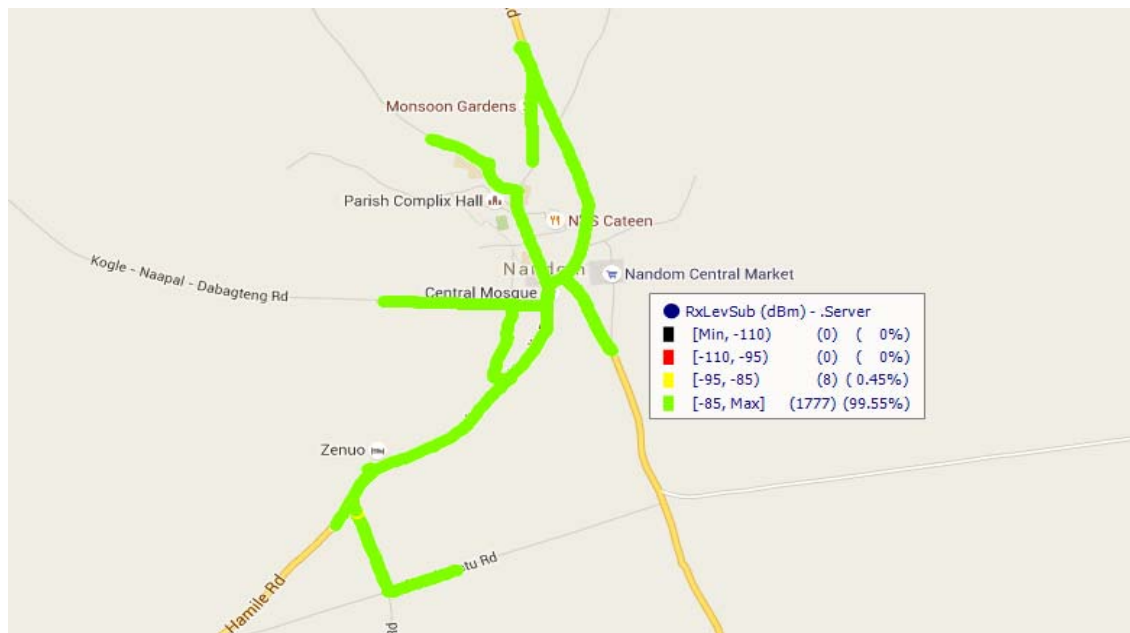 Monsoon Gardens
Parish Complix Hall
N S Cateen
Kogle - Naapal - Dabagteng Rd
Nandom
Nandom Central Market
Central Mosque
RxLevSub (dBm) - .Server
[Min, -110) (0) ( 0%)
[-110, -95) (0) ( 0%)
[-95, -85) (8) ( 0.45%)
[-85, Max] (1777) (99.55%)
Zenuo
tu Rd
Hamile Rd